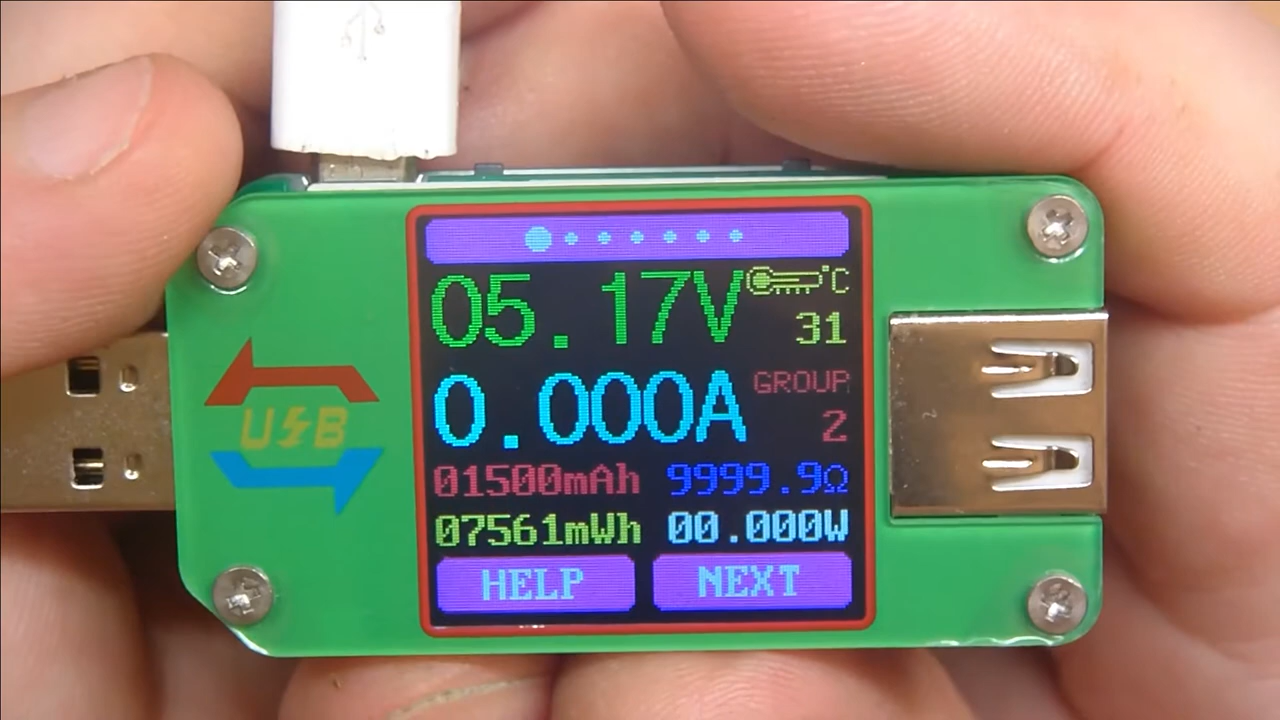 05.17V
°C
31
0.000A
GROUP
2
USB
01500mAh 9999.9Ω
07561mWh 00.000W
HELP NEXT